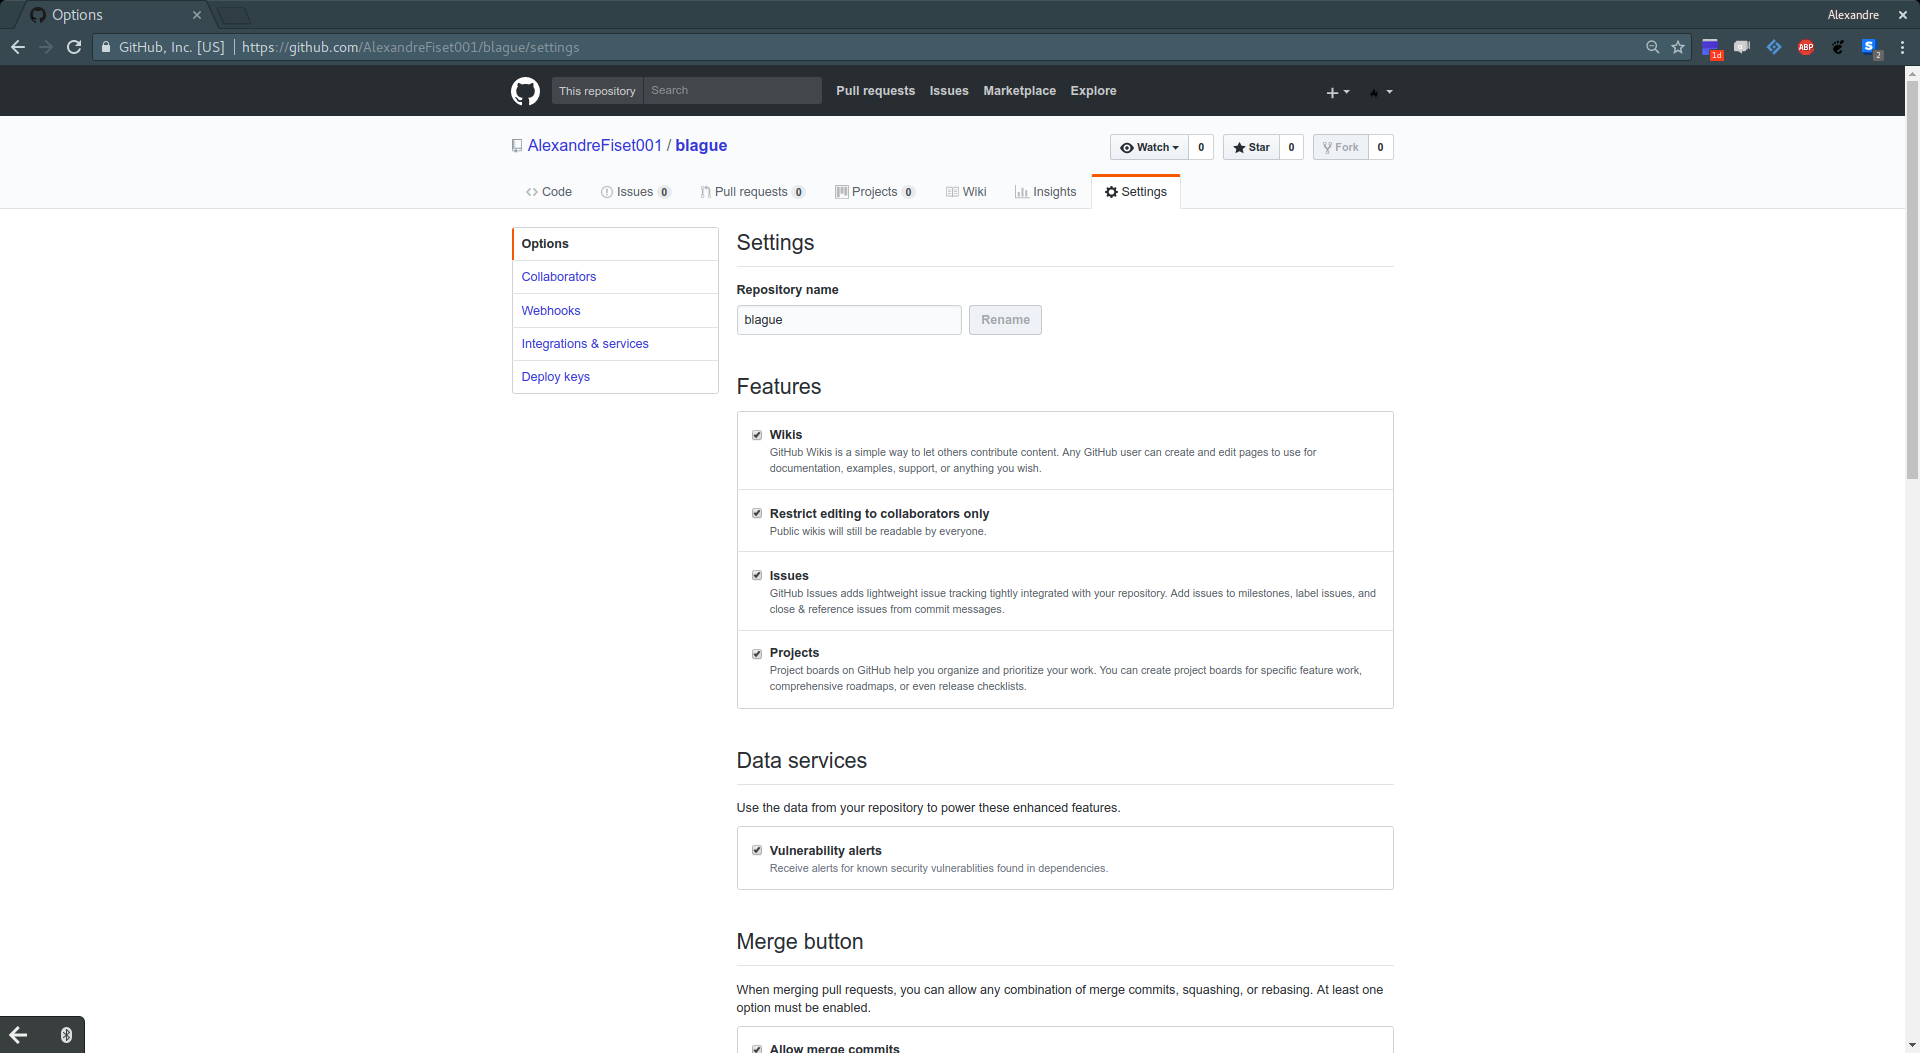 Options
Alexandre
GitHub, Inc. [US] https://github.com/AlexandreFiset001/blague/settings
1d
ABP
S
2
This repository Search Pull requests Issues Marketplace Explore
AlexandreFiset001 / blague
Watch 0 Star 0 Fork 0
Code Issues 0 Pull requests 0 Projects 0 Wiki Insights Settings
Options
Collaborators
Webhooks
Integrations & services
Deploy keys
Settings
Repository name
blague Rename
Features
Wikis
GitHub Wikis is a simple way to let others contribute content. Any GitHub user can create and edit pages to use for
documentation, examples, support, or anything you wish.
Restrict editing to collaborators only
Public wikis will still be readable by everyone.
Issues
GitHub Issues adds lightweight issue tracking tightly integrated with your repository. Add issues to milestones, label issues, and
close & reference issues from commit messages.
Projects
Project boards on GitHub help you organize and prioritize your work. You can create project boards for specific feature work,
comprehensive roadmaps, or even release checklists.
Data services
Use the data from your repository to power these enhanced features.
Vulnerability alerts
Receive alerts for known security vulnerablities found in dependencies.
Merge button
When merging pull requests, you can allow any combination of merge commits, squashing, or rebasing. At least one
option must be enabled.
Allow merge commits